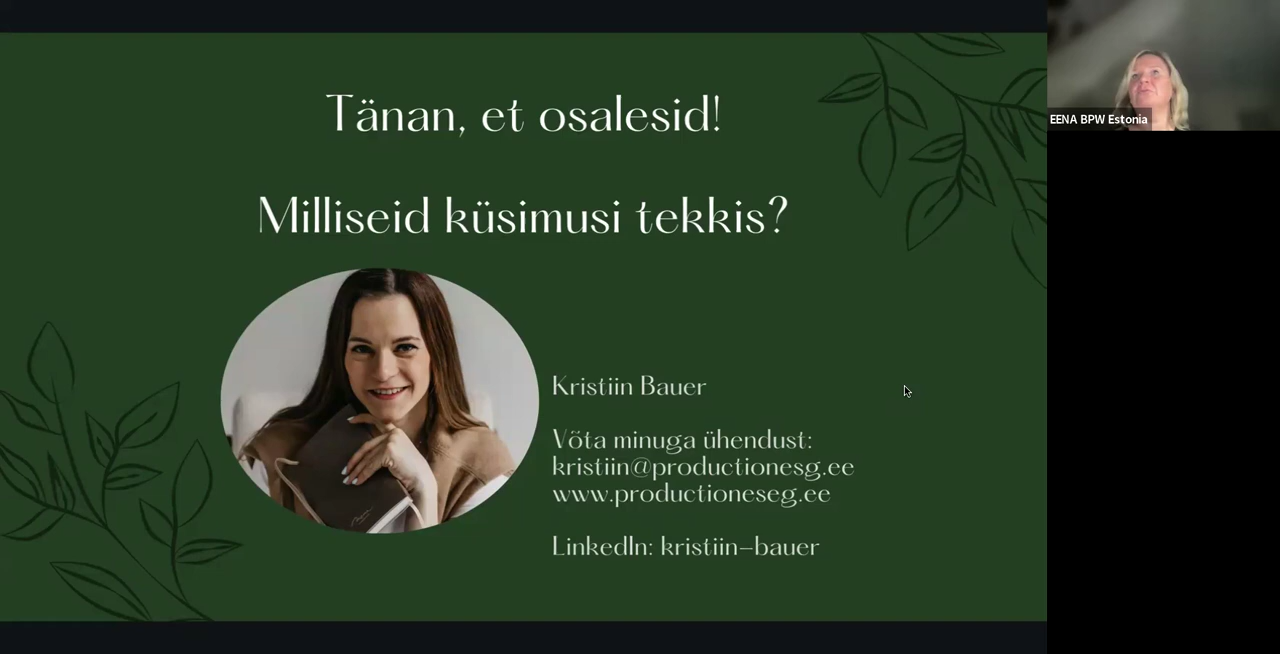 Tänan, et osalesid!
Milliseid küsimusi tekkis?
Kristiin Bauer
Võta minuga ühendust:
kristiin@productionesg.ee
www.productioneseg.ee
LinkedIn: kristiin-bauer
EENA BPW Estonia